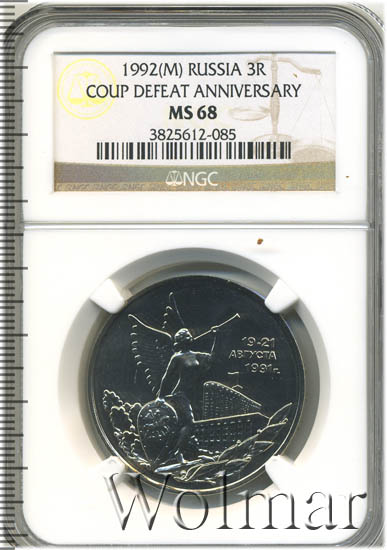 1992(M) RUSSIA 3R
COUP DEFEAT ANNIVERSARY
MS 68
3825612-085
NGC
19-21
АВГУСТА
1991г.
Wolmar